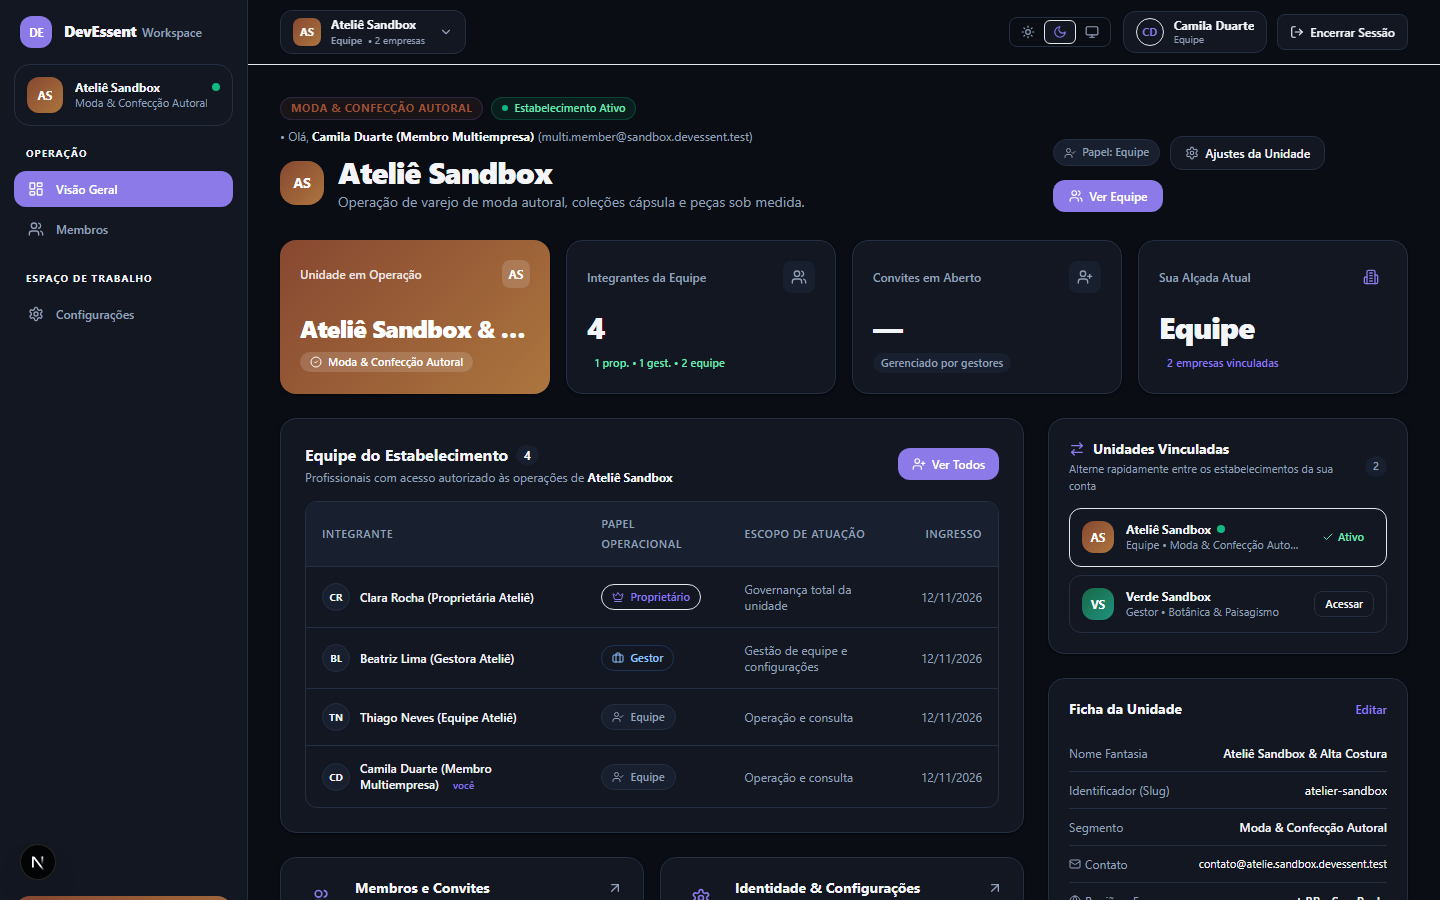 DE DevEssent Workspace
AS Ateliê Sandbox
Moda & Confecção Autoral
OPERAÇÃO
Visão Geral
Membros
ESPAÇO DE TRABALHO
Configurações
N
AS Ateliê Sandbox
Equipe • 2 empresas
CD Camila Duarte
Equipe
Encerrar Sessão
MODA & CONFECÇÃO AUTORAL
Estabelecimento Ativo
• Olá, Camila Duarte (Membro Multiempresa) (multi.member@sandbox.devessent.test)
AS Ateliê Sandbox
Operação de varejo de moda autoral, coleções cápsula e peças sob medida.
Papel: Equipe
Ajustes da Unidade
Ver Equipe
Unidade em Operação AS
Ateliê Sandbox & ...
Moda & Confecção Autoral
Integrantes da Equipe
4
1 prop. • 1 gest. • 2 equipe
Convites em Aberto
—
Gerenciado por gestores
Sua Alçada Atual
Equipe
2 empresas vinculadas
Equipe do Estabelecimento 4
Profissionais com acesso autorizado às operações de Ateliê Sandbox
Ver Todos
INTEGRANTE PAPEL OPERACIONAL ESCOPO DE ATUAÇÃO INGRESSO
CR Clara Rocha (Proprietária Ateliê) Proprietário Governança total da unidade 12/11/2026
BL Beatriz Lima (Gestora Ateliê) Gestor Gestão de equipe e configurações 12/11/2026
TN Thiago Neves (Equipe Ateliê) Equipe Operação e consulta 12/11/2026
CD Camila Duarte (Membro Multiempresa) você Equipe Operação e consulta 12/11/2026
Membros e Convites
Identidade & Configurações
Unidades Vinculadas
Alterne rapidamente entre os estabelecimentos da sua
conta
2
AS Ateliê Sandbox
Equipe • Moda & Confecção Auto...
Ativo
VS Verde Sandbox
Gestor • Botânica & Paisagismo
Acessar
Ficha da Unidade Editar
Nome Fantasia Ateliê Sandbox & Alta Costura
Identificador (Slug) atelier-sandbox
Segmento Moda & Confecção Autoral
Contato contato@atelie.sandbox.devessent.test